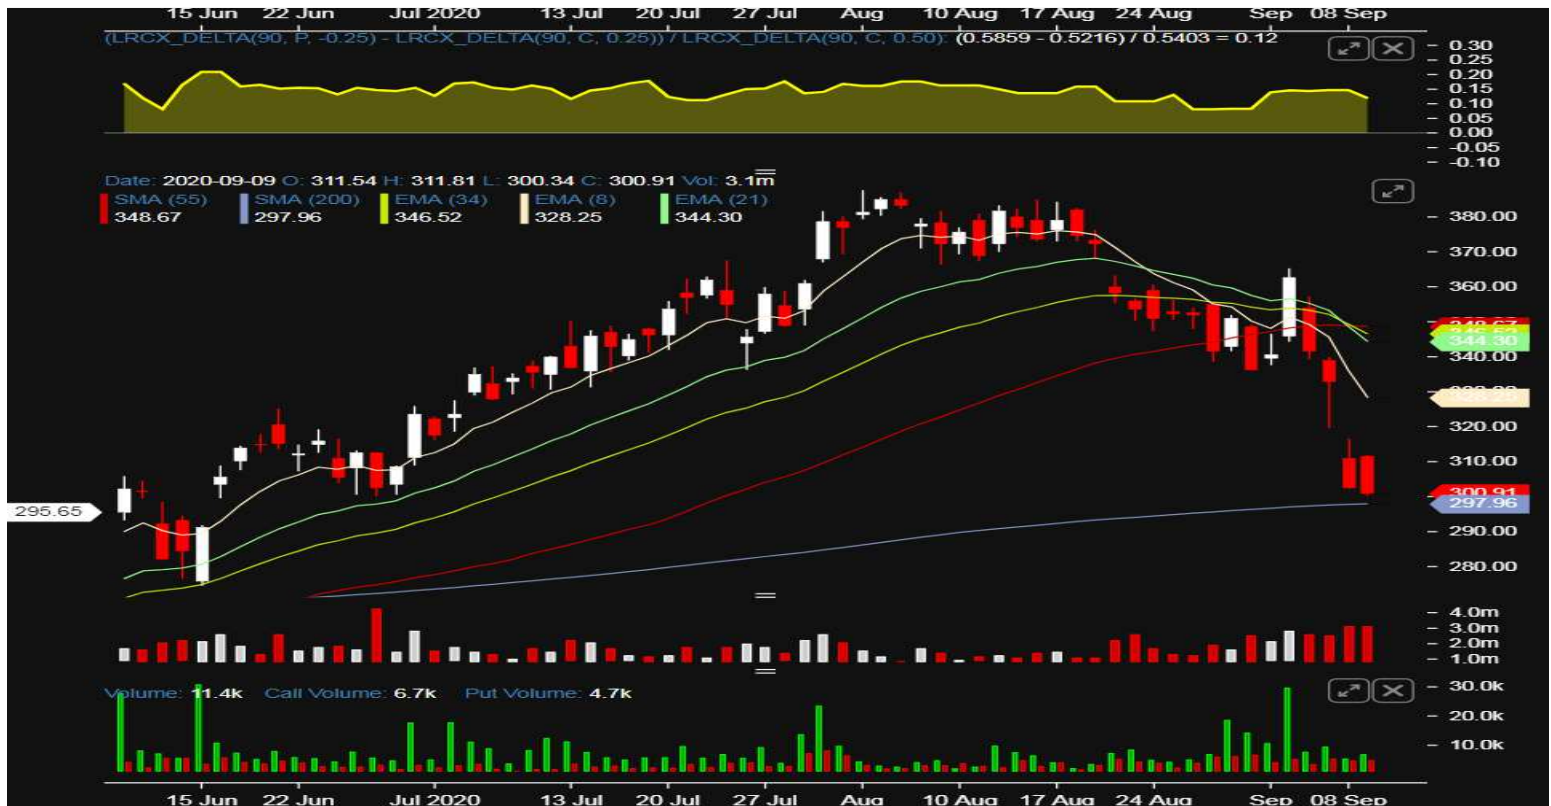 15 Jun 22 Jun Jul 2020 13 Jul 20 Jul 27 Jul Aug 10 Aug 17 Aug 24 Aug Sep 08 Sep
(LRCX_DELTA(90, P, -0.25) - LRCX_DELTA(90, C, 0.25)) / LRCX_DELTA(90, C, 0.50): (0.5859 - 0.5216) / 0.5403 = 0.12
0.30
0.25
0.20
0.15
0.10
0.05
0.00
-0.05
-0.10
Date: 2020-09-09 O: 311.54 H: 311.81 L: 300.34 C: 300.91 Vol: 3.1m
SMA (55) SMA (200) EMA (34) EMA (8) EMA (21)
348.67 297.96 346.52 328.25 344.30
380.00
370.00
360.00
348.67
346.52
344.30
340.00
328.25
320.00
310.00
300.91
297.96
295.65
290.00
280.00
4.0m
3.0m
2.0m
1.0m
Volume: 11.4k Call Volume: 6.7k Put Volume: 4.7k
30.0k
20.0k
10.0k
15 Jun 22 Jun Jul 2020 13 Jul 20 Jul 27 Jul Aug 10 Aug 17 Aug 24 Aug Sep 08 Sep